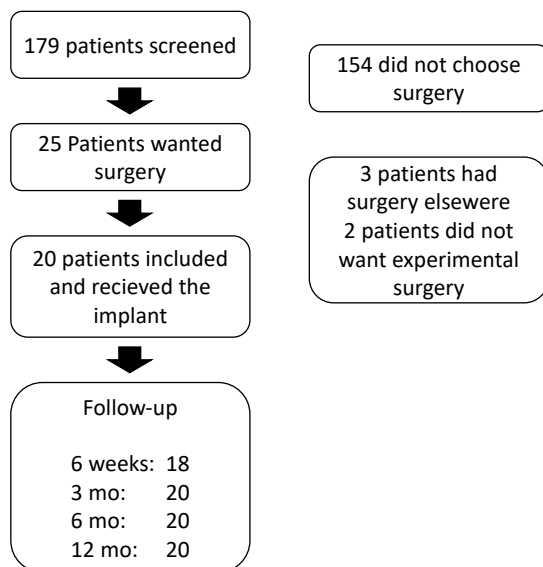 179 patients screened
154 did not choose
surgery
25 Patients wanted
surgery
3 patients had
surgery elsewere
2 patients did not
want experimental
surgery
20 patients included
and recieved the
implant
Follow-up
6 weeks: 18
3 mo: 20
6 mo: 20
12 mo: 20